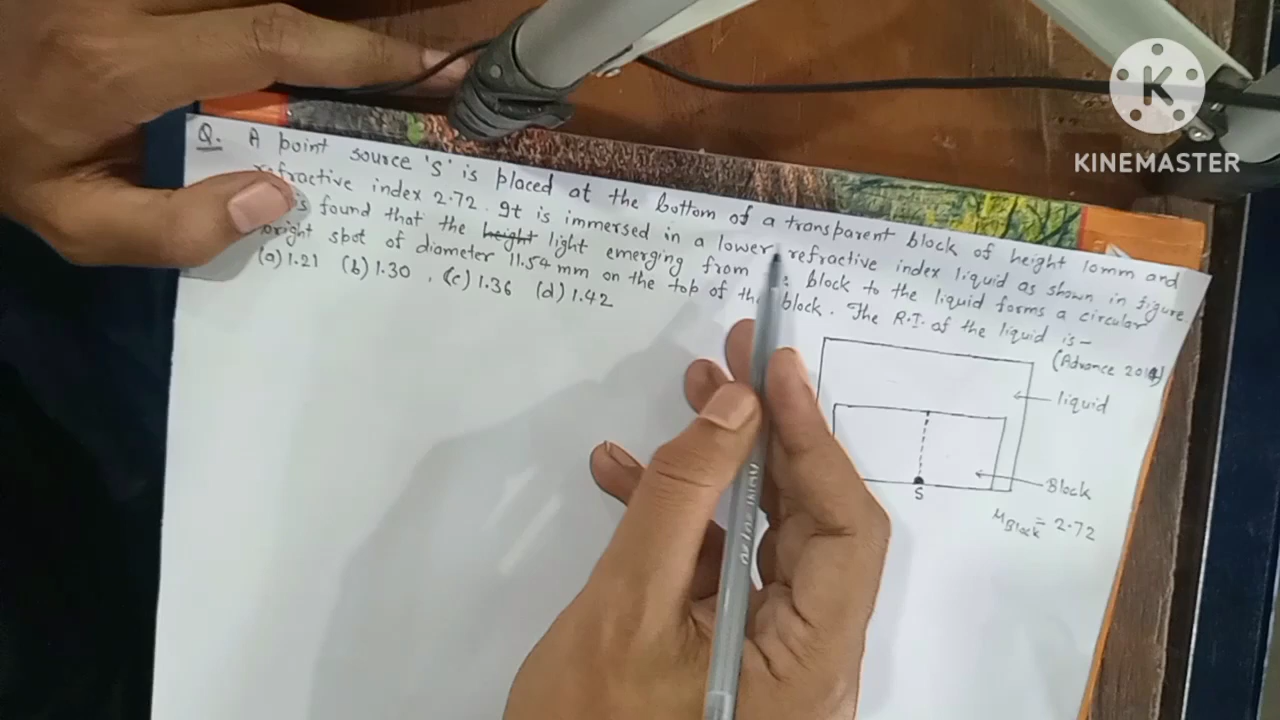 Q. A point source 's' is placed at the bottom of a transparent block of height 10mm and
refractive index 2.72. It is immersed in a lower refractive index liquid as shown in figure.
found that the height light emerging from block to the liquid forms a circular
bright spot of diameter 11.54 mm on the top of the block. The R.I. of the liquid is-
(a) 1.21 (b) 1.30, (c) 1.36 (d) 1.42
(Advance 2014)
liquid
Block
S
μBlock = 2.72
K
KINEMASTER